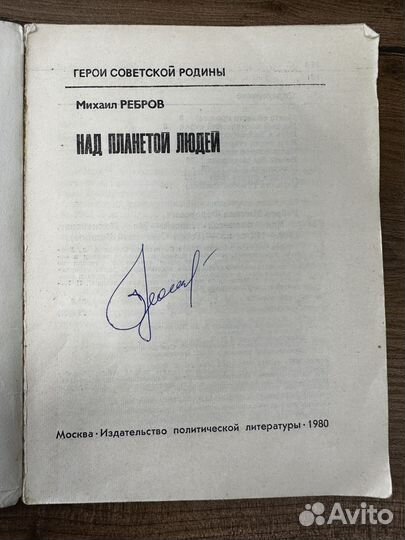 ГЕРОИ СОВЕТСКОЙ РОДИНЫ
Михаил РЕБРОВ
НАД ПЛАНЕТОЙ ЛЮДЕЙ
Москва · Издательство политической литературы · 1980
Avito